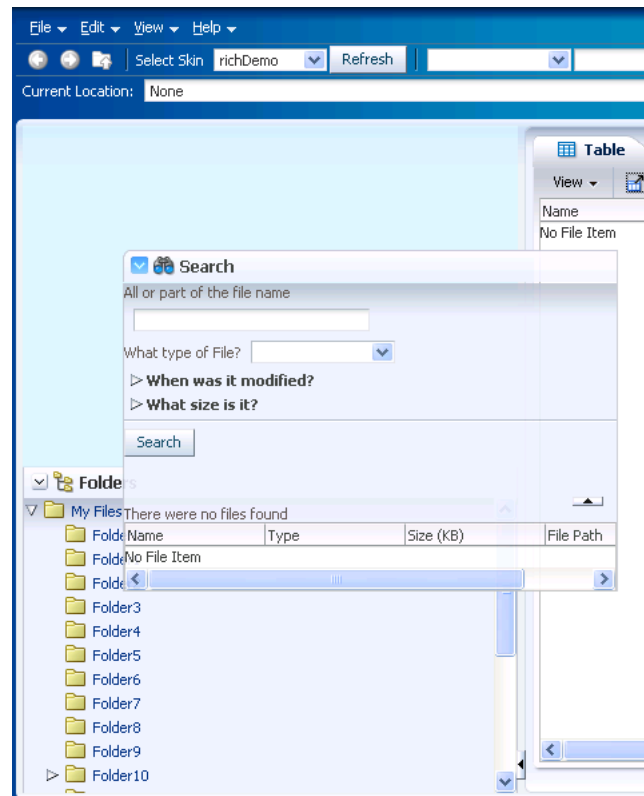 File Edit View Help
Select Skin richDemo Refresh
Current Location: None
Table
View
Name
No File Item
Search
All or part of the file name
What type of File?
When was it modified?
What size is it?
Search
Folders
My Files
There were no files found
Name Type Size (KB) File Path
No File Item
Folde
Folde
Folde
Folder3
Folder4
Folder5
Folder6
Folder7
Folder8
Folder9
Folder10